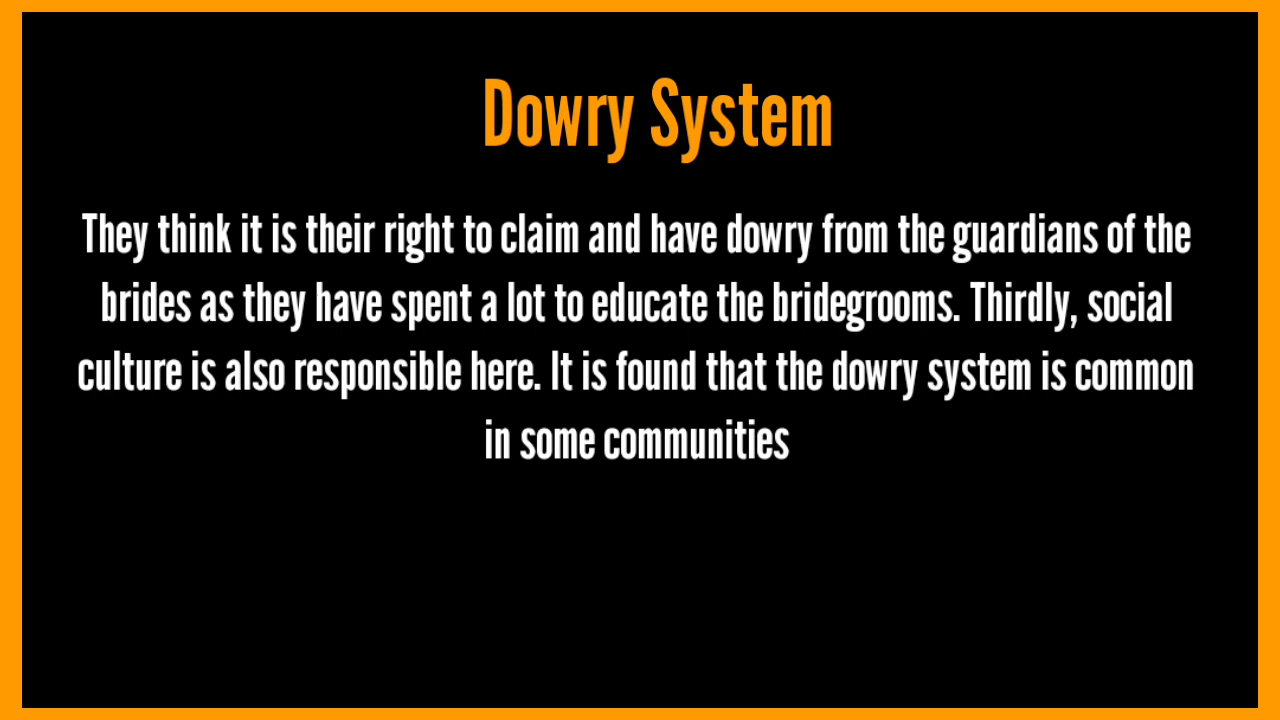 Dowry System
They think it is their right to claim and have dowry from the guardians of the
brides as they have spent a lot to educate the bridegrooms. Thirdly, social
culture is also responsible here. It is found that the dowry system is common
in some communities